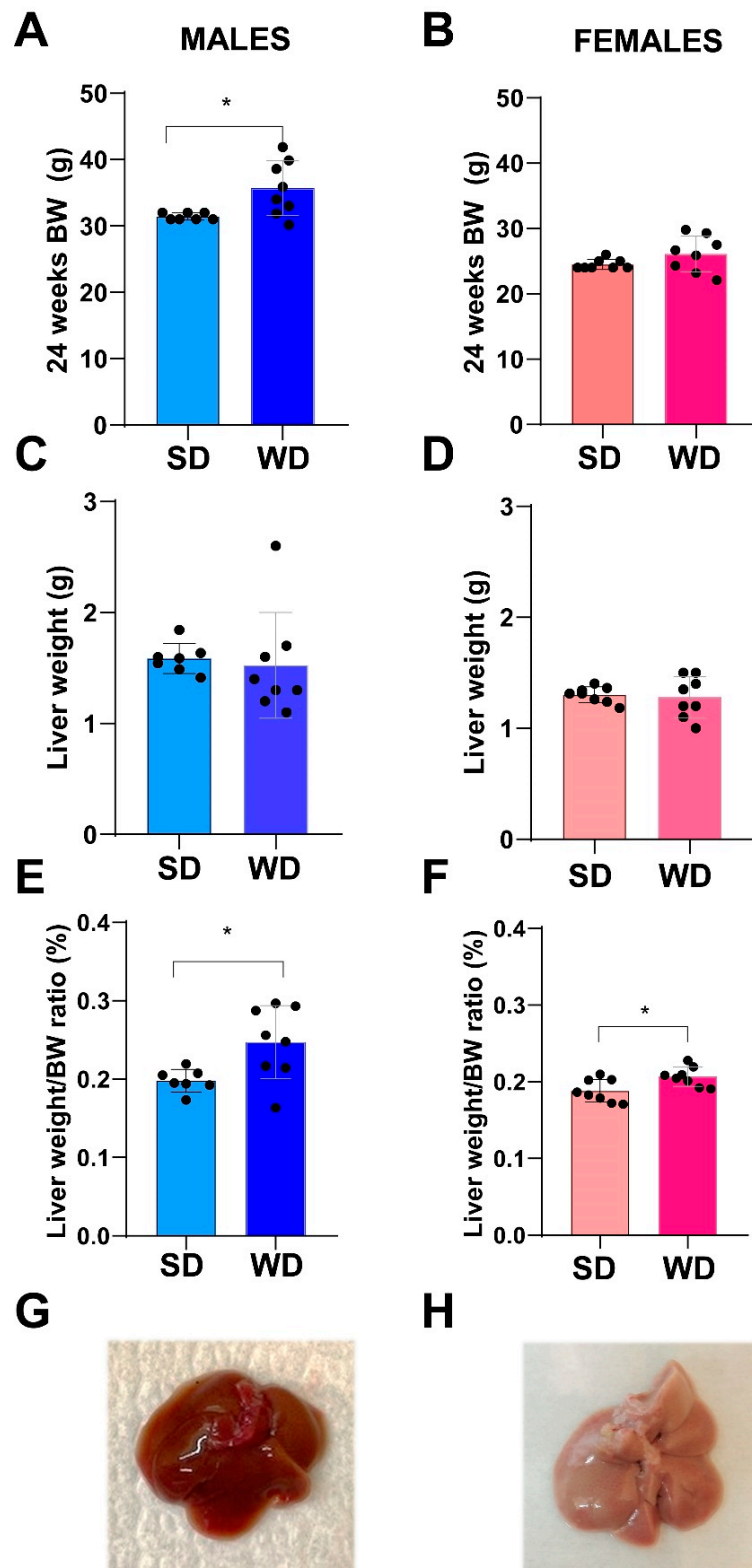 A
MALES
B
FEMALES
24 weeks BW (g)
50
40
30
20
10
0
*
SD
WD
24 weeks BW (g)
50
40
30
20
10
0
SD
WD
C
Liver weight (g)
3
2
1
0
SD
WD
D
Liver weight (g)
3
2
1
0
SD
WD
E
Liver weight/BW ratio (%)
0.4
0.3
0.2
0.1
0.0
*
SD
WD
F
Liver weight/BW ratio (%)
0.4
0.3
0.2
0.1
0.0
*
SD
WD
G
H